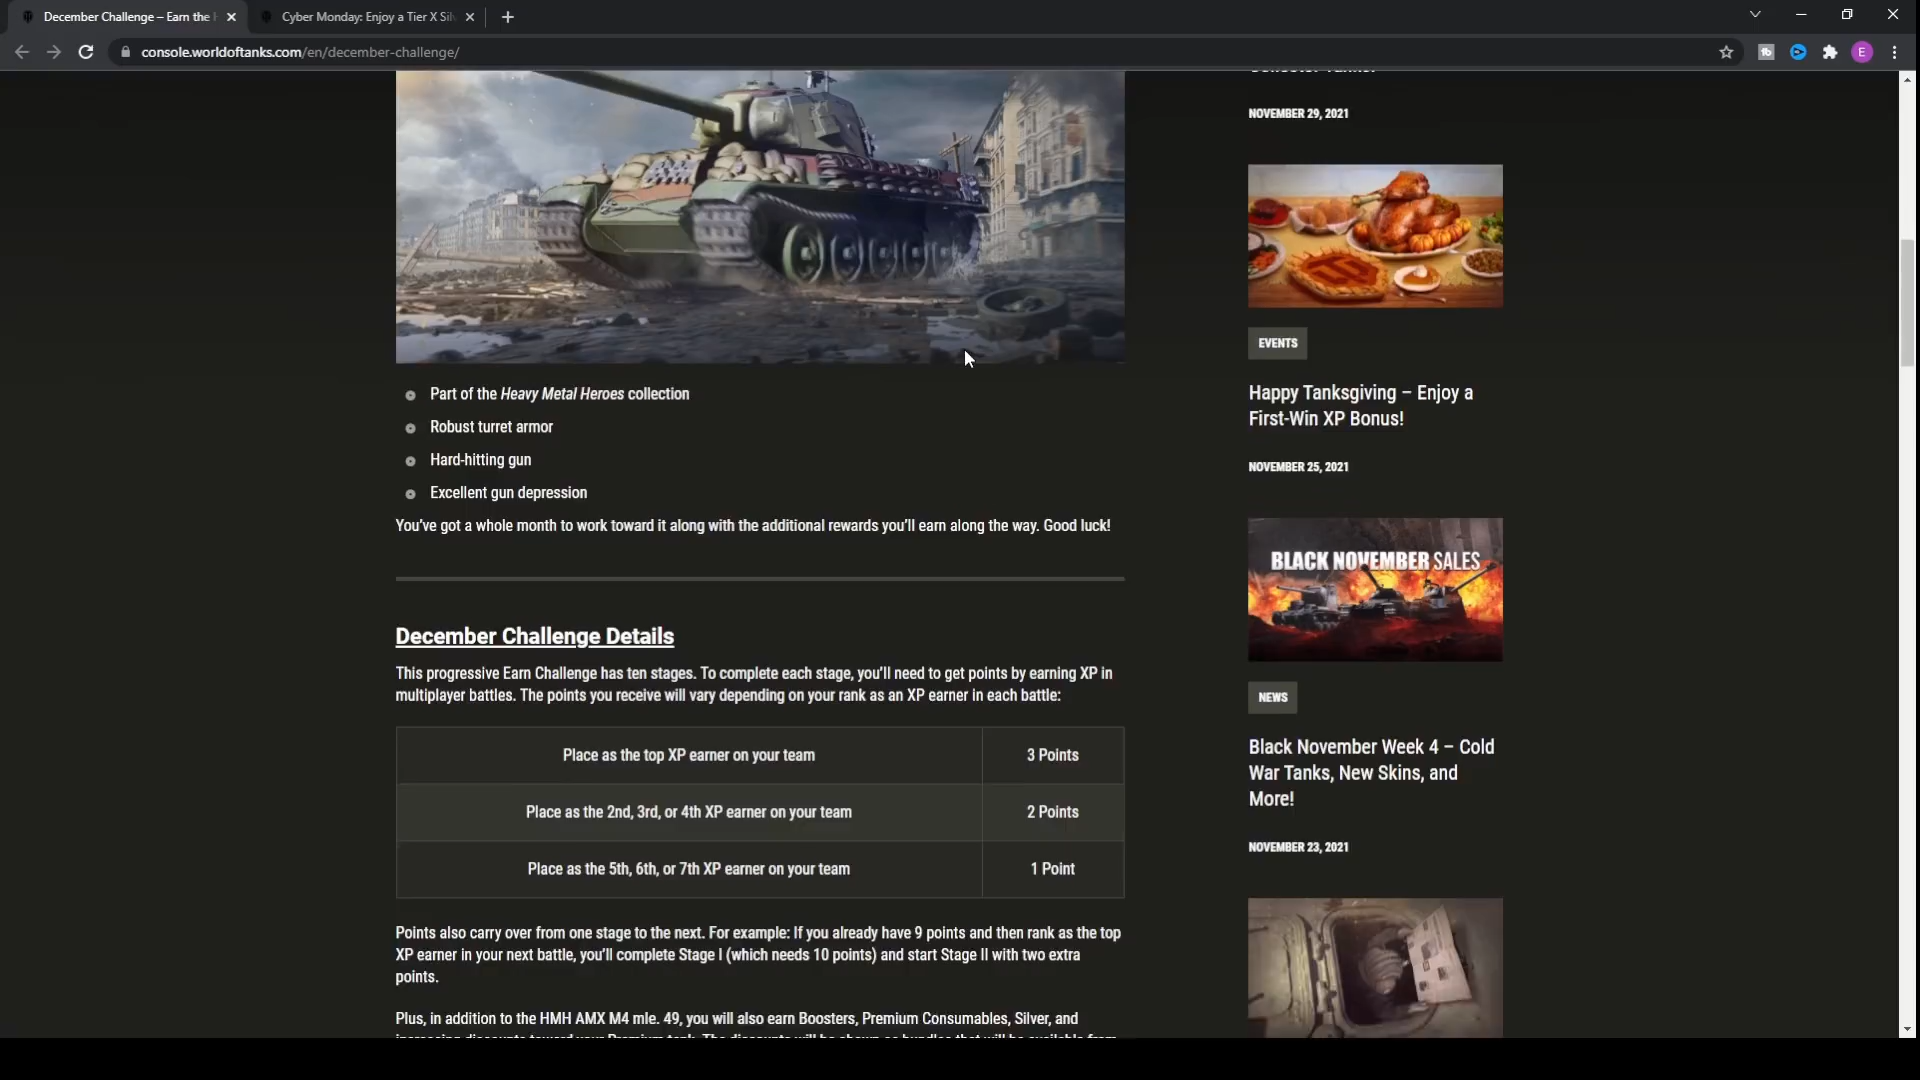 December Challenge – Earn the
Cyber Monday: Enjoy a Tier X Sil
console.worldoftanks.com/en/december-challenge/
E
NOVEMBER 29, 2021
Part of the Heavy Metal Heroes collection
Robust turret armor
Hard-hitting gun
Excellent gun depression
You've got a whole month to work toward it along with the additional rewards you'll earn along the way. Good luck!
December Challenge Details
This progressive Earn Challenge has ten stages. To complete each stage, you'll need to get points by earning XP in
multiplayer battles. The points you receive will vary depending on your rank as an XP earner in each battle:
Place as the top XP earner on your team
3 Points
Place as the 2nd, 3rd, or 4th XP earner on your team
2 Points
Place as the 5th, 6th, or 7th XP earner on your team
1 Point
Points also carry over from one stage to the next. For example: If you already have 9 points and then rank as the top
XP earner in your next battle, you'll complete Stage I (which needs 10 points) and start Stage II with two extra
points.
Plus, in addition to the HMH AMX M4 mle. 49, you will also earn Boosters, Premium Consumables, Silver, and
EVENTS
Happy Tanksgiving – Enjoy a
First-Win XP Bonus!
NOVEMBER 25, 2021
BLACK NOVEMBER SALES
NEWS
Black November Week 4 – Cold
War Tanks, New Skins, and
More!
NOVEMBER 23, 2021